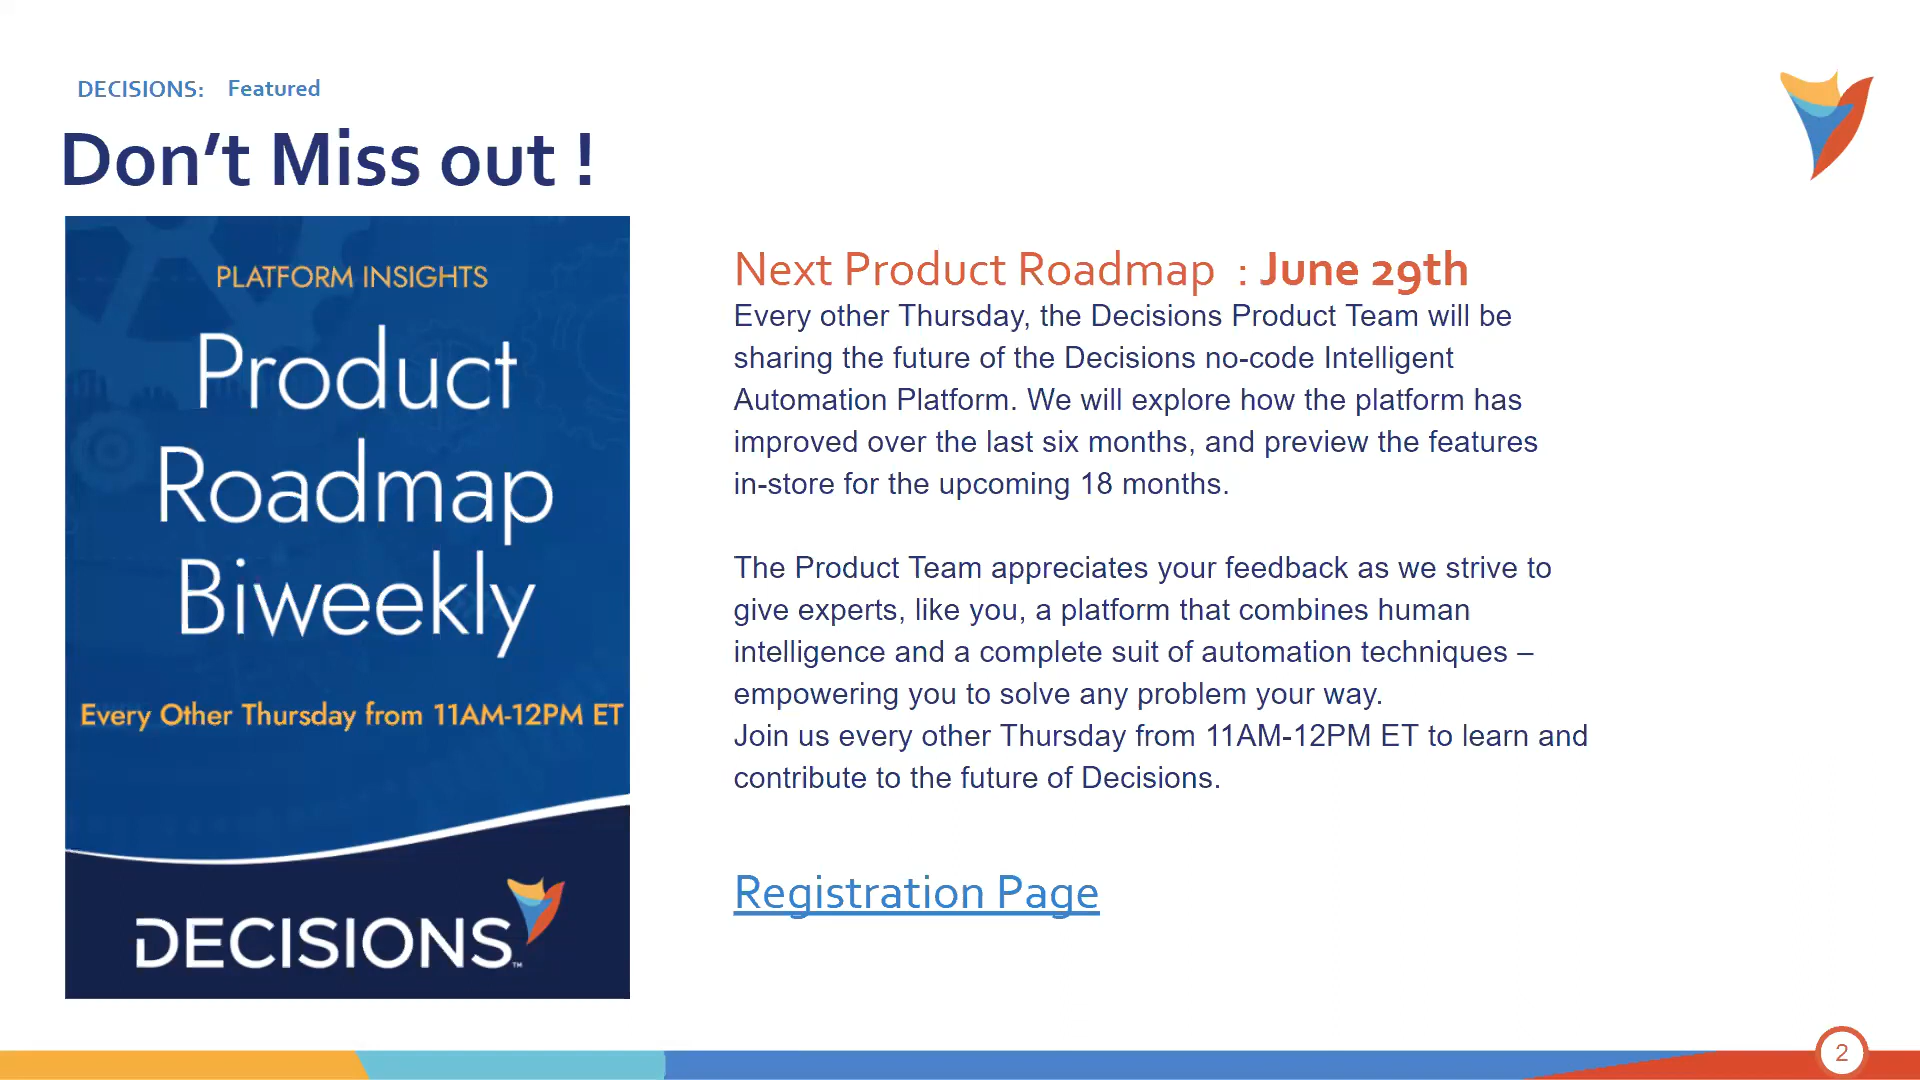 DECISIONS: Featured
Don’t Miss out !
PLATFORM INSIGHTS
Product
Roadmap
Biweekly
Every Other Thursday from 11AM-12PM ET
DECISIONS™
Next Product Roadmap : June 29th
Every other Thursday, the Decisions Product Team will be
sharing the future of the Decisions no-code Intelligent
Automation Platform. We will explore how the platform has
improved over the last six months, and preview the features
in-store for the upcoming 18 months.
The Product Team appreciates your feedback as we strive to
give experts, like you, a platform that combines human
intelligence and a complete suit of automation techniques –
empowering you to solve any problem your way.
Join us every other Thursday from 11AM-12PM ET to learn and
contribute to the future of Decisions.
Registration Page
2